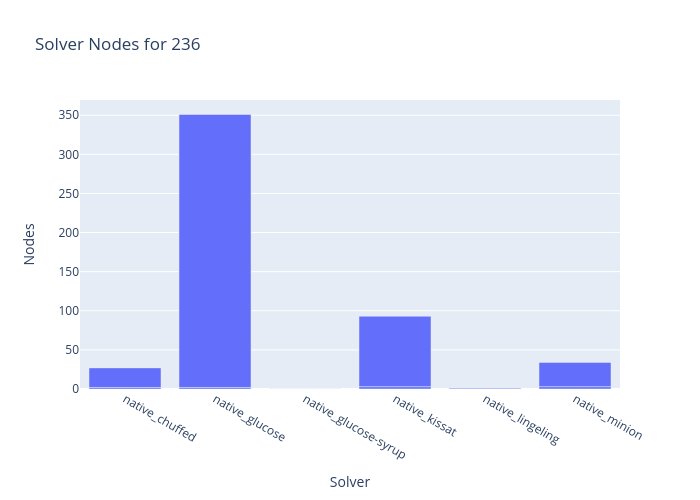 Solver Nodes for 236
350
300
250
200
150
100
50
0
Nodes
native_chuffed
native_glucose
native_glucose-syrup
native_kissat
native_lingeling
native_minion
Solver